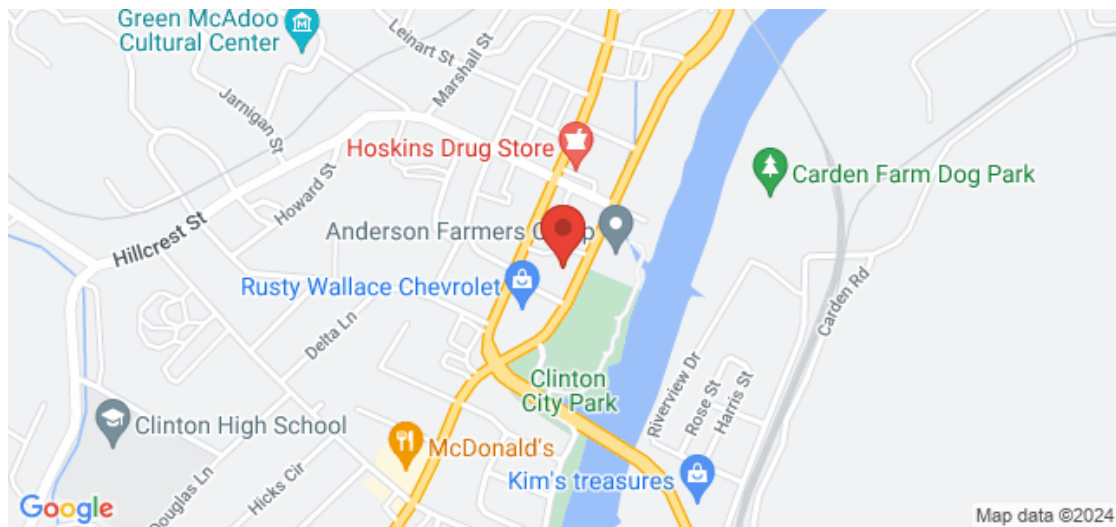 Green McAdoo
Cultural Center
Leinart St
Marshall St
Jarnigan St
Hoskins Drug Store
Howard St
Carden Farm Dog Park
Hillcrest St
Anderson Farmers
Rusty Wallace Chevrolet
Carden Rd
Delta Ln
Clinton
City Park
Riverview Dr
Rose St
Harris St
Clinton High School
McDonald's
Hicks Cir
Douglas Ln
Kim's treasures
Google
Map data ©2024